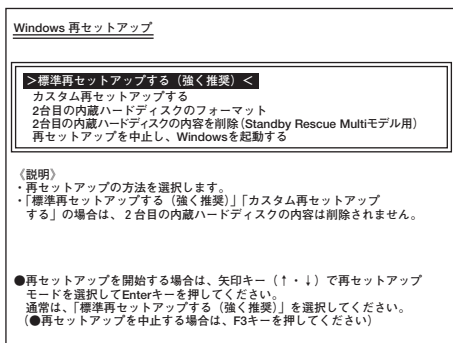 Windows 再セットアップ
＞標準再セットアップする（強く推奨）＜
カスタム再セットアップする
2台目の内蔵ハードディスクのフォーマット
2台目の内蔵ハードディスクの内容を削除(Standby Rescue Multiモデル用)
再セットアップを中止し、Windowsを起動する
《説明》
・再セットアップの方法を選択します。
・「標準再セットアップする（強く推奨）」「カスタム再セットアップ
する」の場合は、２台目の内蔵ハードディスクの内容は削除されません。
●再セットアップを開始する場合は、矢印キー（↑・↓）で再セットアップ
モードを選択してEnterキーを押してください。
通常は、「標準再セットアップする（強く推奨）」を選択してください。
（●再セットアップを中止する場合は、F3キーを押してください）